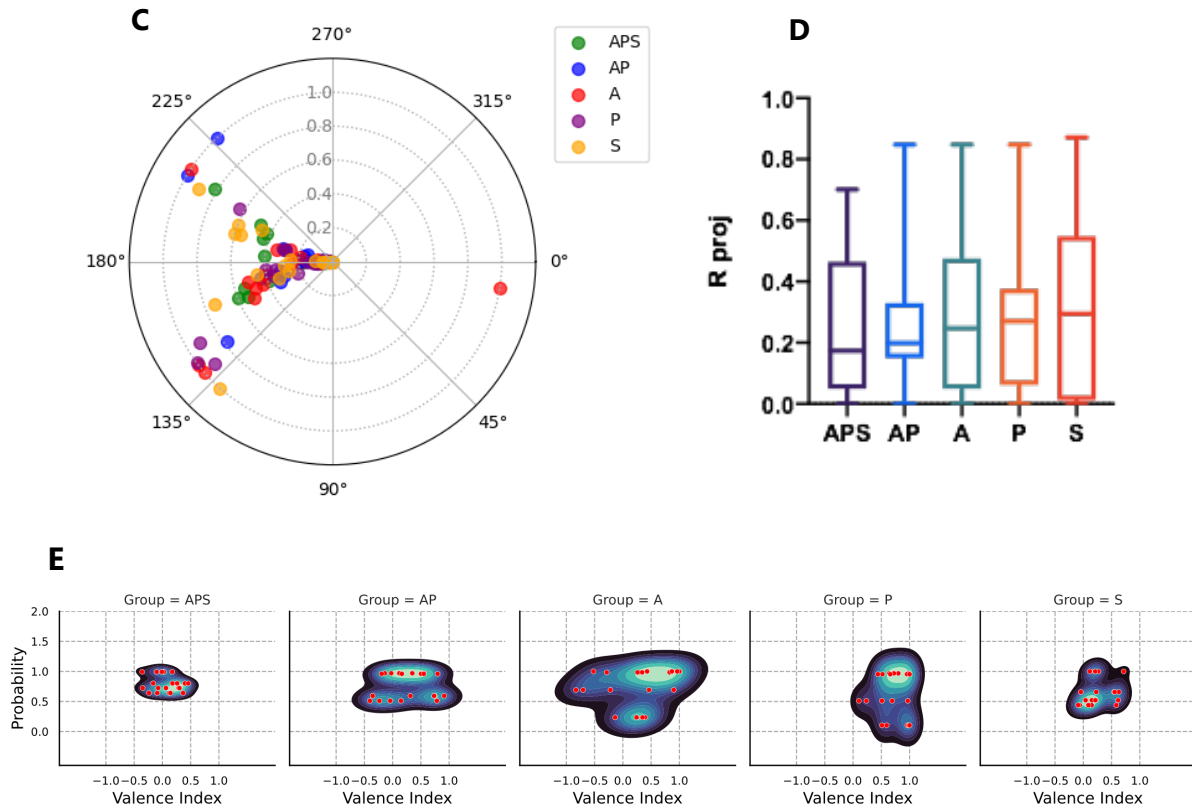 C
270°
225°
315°
1.0
0.8
0.6
0.4
0.2
180°
0°
135°
45°
90°
APS
AP
A
P
S
D
R proj
1.0
0.8
0.6
0.4
0.2
0.0
APS AP A P S
E
Group = APS Group = AP Group = A Group = P Group = S
Probability
2.0
1.5
1.0
0.5
0.0
−1.0−0.5 0.0 0.5 1.0 −1.0−0.5 0.0 0.5 1.0 −1.0−0.5 0.0 0.5 1.0 −1.0−0.5 0.0 0.5 1.0 −1.0−0.5 0.0 0.5 1.0
Valence Index Valence Index Valence Index Valence Index Valence Index